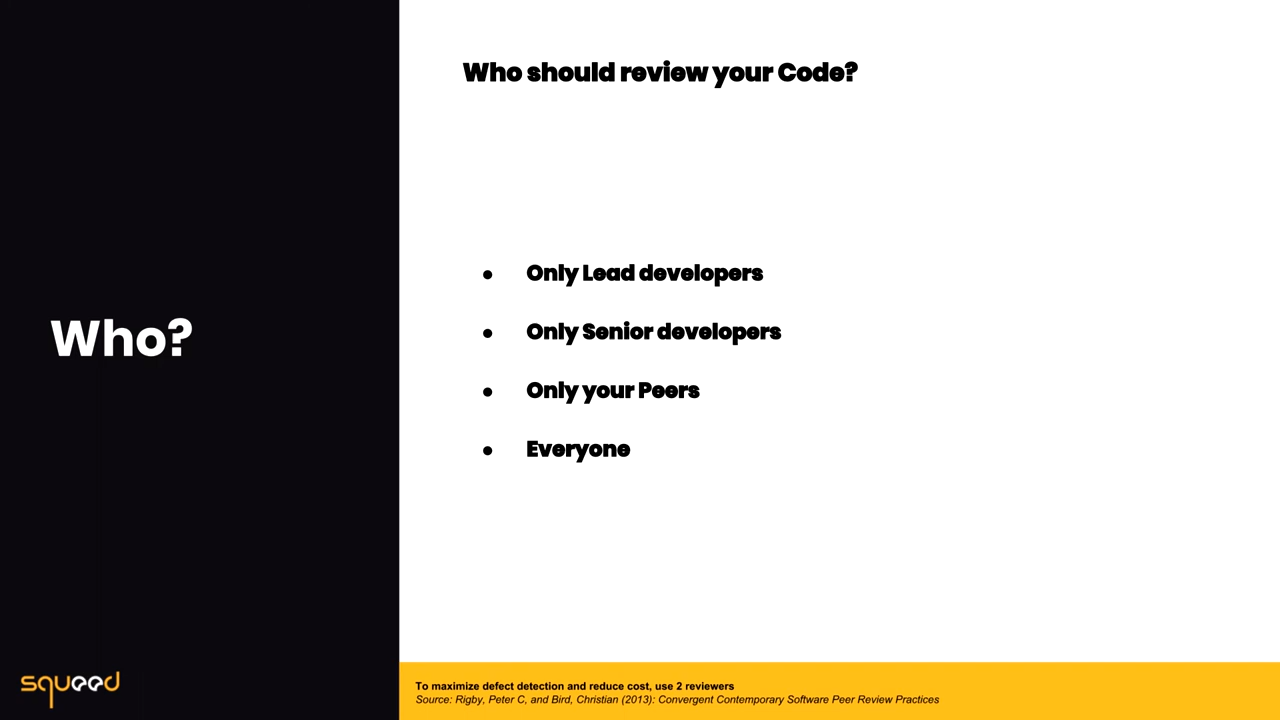 Who should review your Code?
Who?
● Only Lead developers
● Only Senior developers
● Only your Peers
● Everyone
squeed
To maximize defect detection and reduce cost, use 2 reviewers
Source: Rigby, Peter C, and Bird, Christian (2013): Convergent Contemporary Software Peer Review Practices